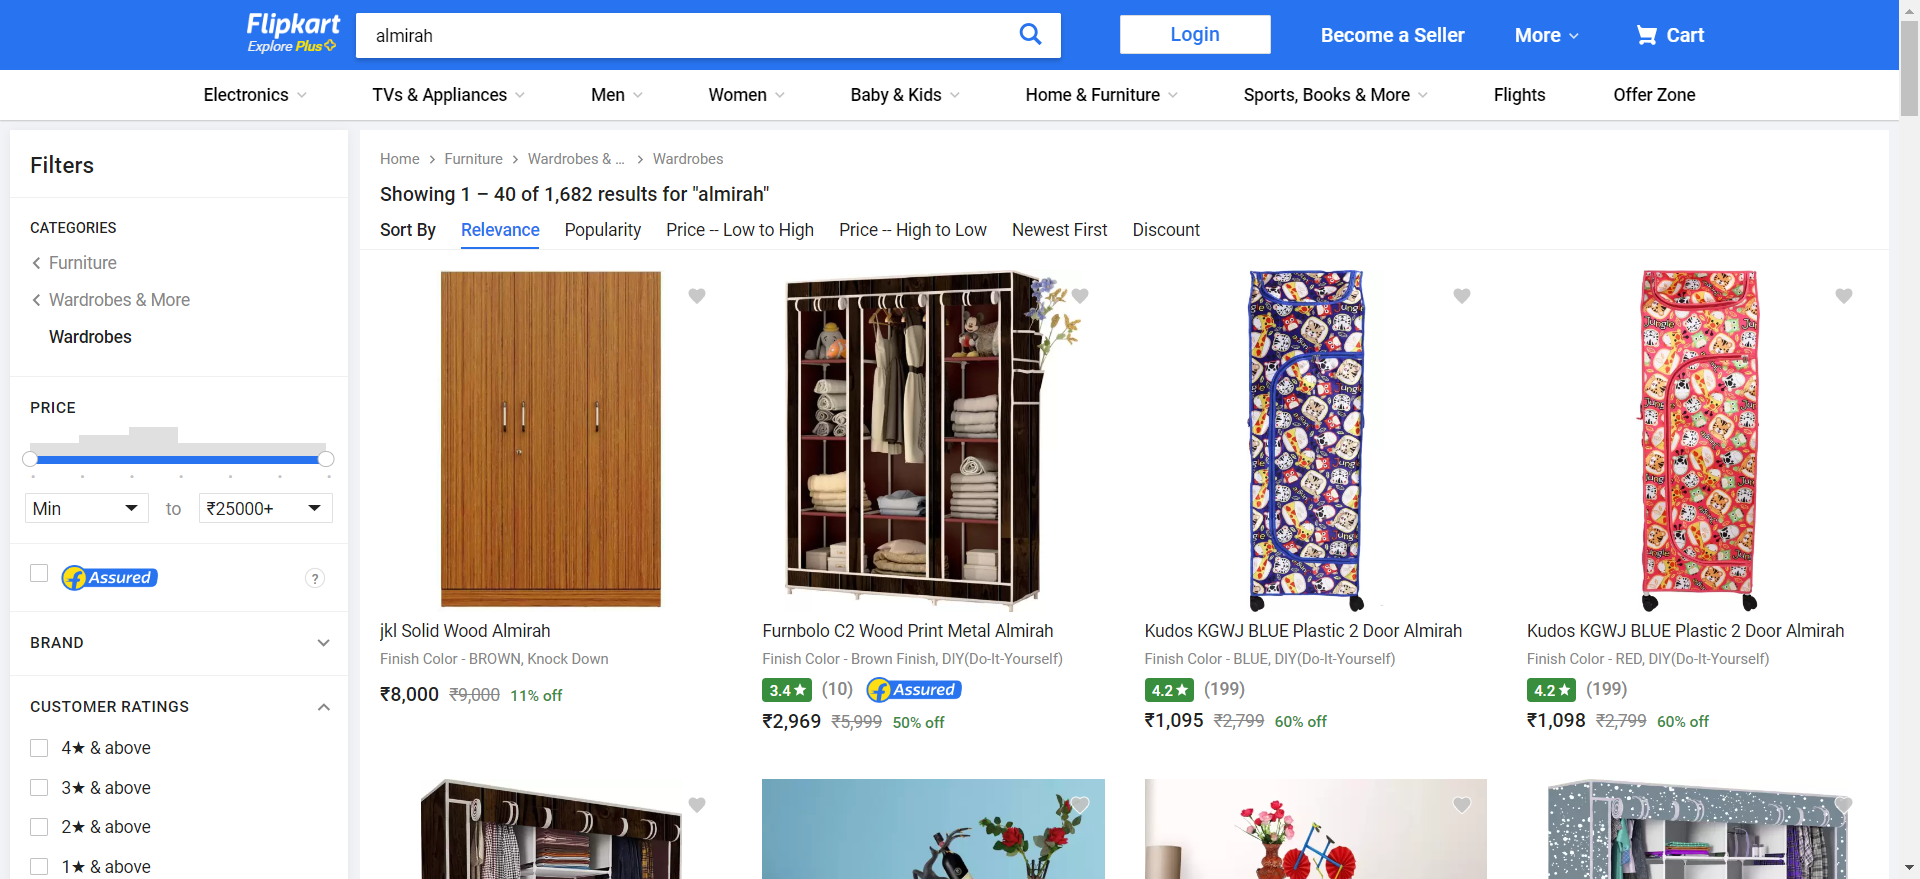 Flipkart
Explore Plus
almirah
Login
Become a Seller
More
Cart
Electronics
TVs & Appliances
Men
Women
Baby & Kids
Home & Furniture
Sports, Books & More
Flights
Offer Zone
Filters
CATEGORIES
Furniture
Wardrobes & More
Wardrobes
PRICE
Min
to
₹25000+
Assured
?
BRAND
CUSTOMER RATINGS
4★ & above
3★ & above
2★ & above
1★ & above
Home > Furniture > Wardrobes & ... > Wardrobes
Showing 1 – 40 of 1,682 results for "almirah"
Sort By Relevance Popularity Price -- Low to High Price -- High to Low Newest First Discount
jkl Solid Wood Almirah
Finish Color - BROWN, Knock Down
₹8,000 ₹9,000 11% off
Furnbolo C2 Wood Print Metal Almirah
Finish Color - Brown Finish, DIY(Do-It-Yourself)
3.4★ (10) Assured
₹2,969 ₹5,999 50% off
Kudos KGWJ BLUE Plastic 2 Door Almirah
Finish Color - BLUE, DIY(Do-It-Yourself)
4.2★ (199)
₹1,095 ₹2,799 60% off
Kudos KGWJ BLUE Plastic 2 Door Almirah
Finish Color - RED, DIY(Do-It-Yourself)
4.2★ (199)
₹1,098 ₹2,799 60% off